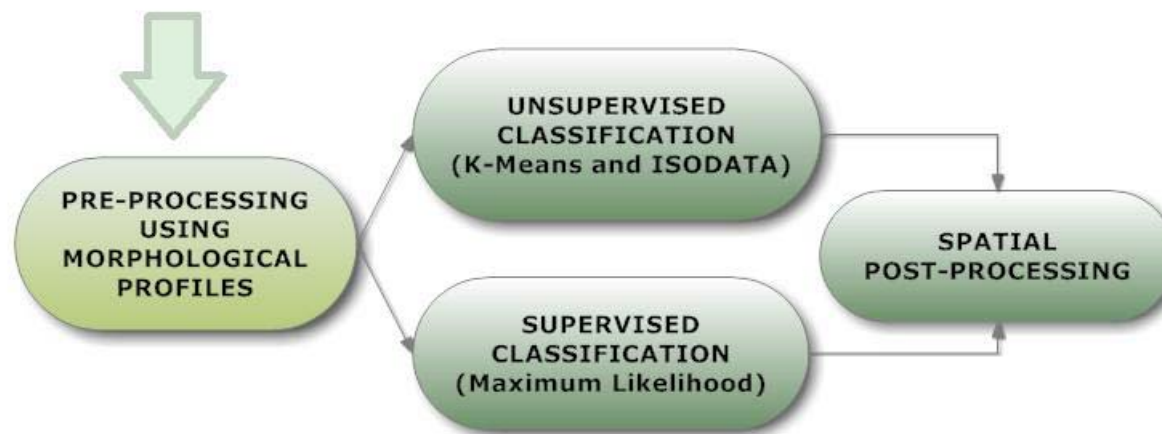 PRE-PROCESSING
USING
MORPHOLOGICAL
PROFILES
UNSUPERVISED
CLASSIFICATION
(K-Means and ISODATA)
SUPERVISED
CLASSIFICATION
(Maximum Likelihood)
SPATIAL
POST-PROCESSING